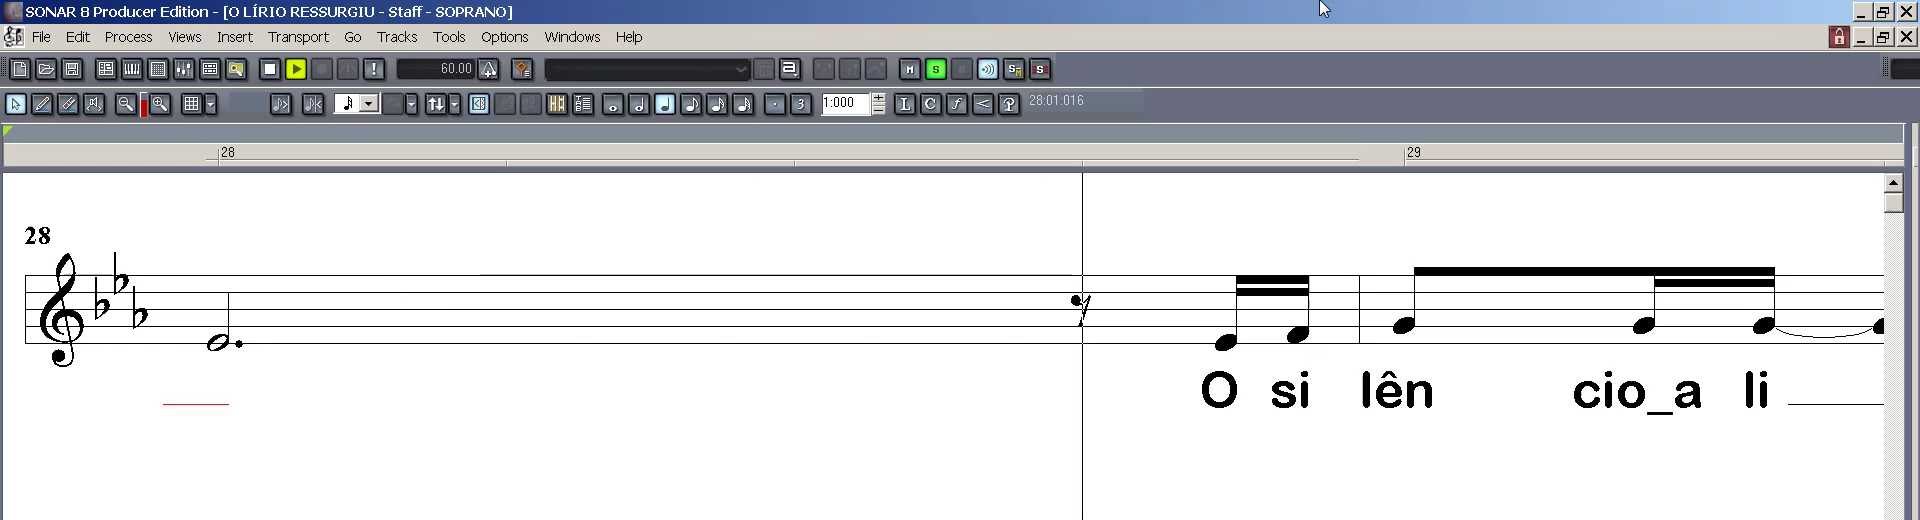 SONAR 8 Producer Edition - [O LÍRIO RESSURGIU - Staff - SOPRANO]
File Edit Process Views Insert Transport Go Tracks Tools Options Windows Help
60.00 M S
3 1:000 L C f 28:01:016
28 29
28
O si lên cio_a li